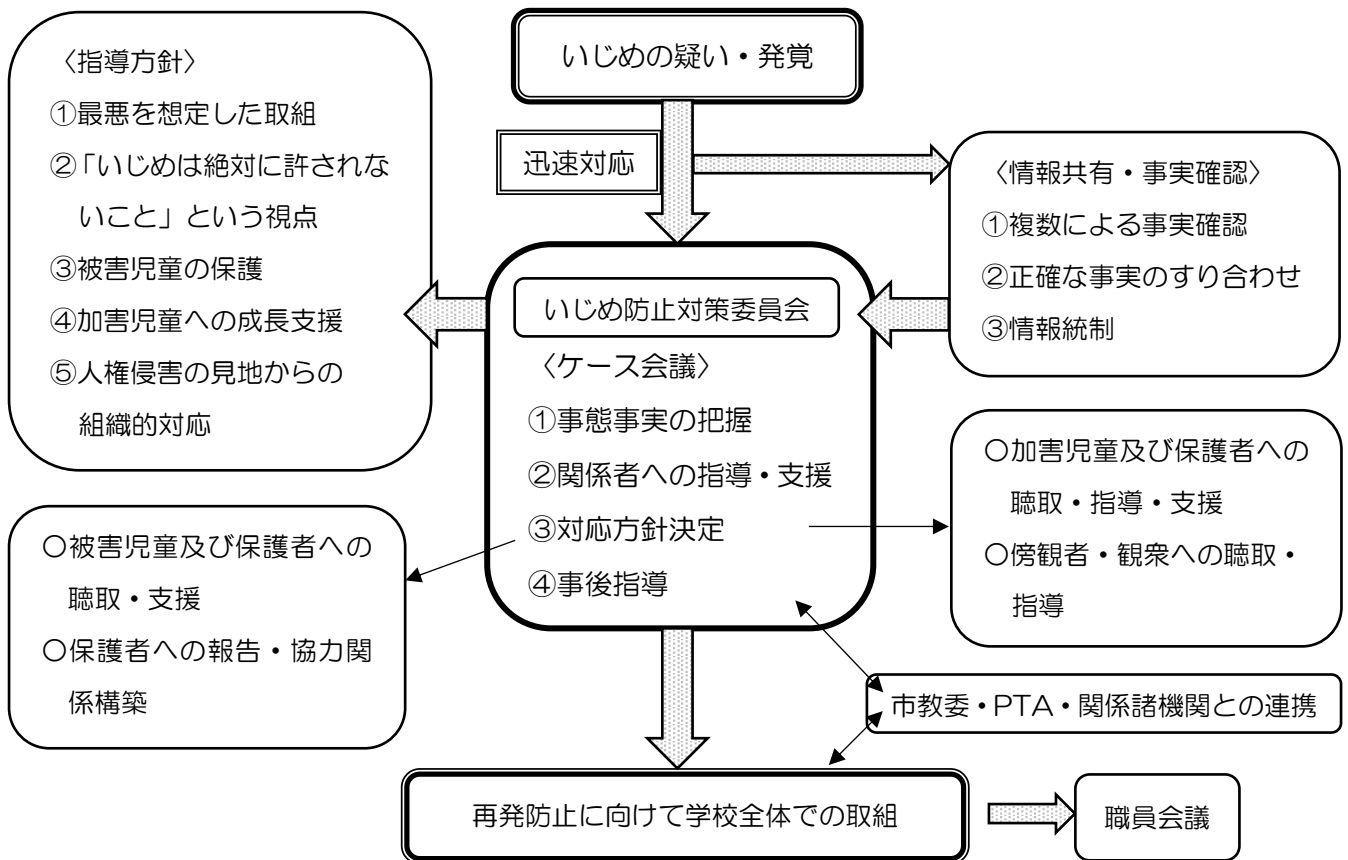 いじめの疑い・発覚
迅速対応
〈指導方針〉
①最悪を想定した取組
②「いじめは絶対に許されな
いこと」という視点
③被害児童の保護
④加害児童への成長支援
⑤人権侵害の見地からの
組織的対応
〈情報共有・事実確認〉
①複数による事実確認
②正確な事実のすり合わせ
③情報統制
いじめ防止対策委員会
〈ケース会議〉
①事態事実の把握
②関係者への指導・支援
③対応方針決定
④事後指導
〇被害児童及び保護者への
聴取・支援
〇保護者への報告・協力関
係構築
〇加害児童及び保護者への
聴取・指導・支援
〇傍観者・観衆への聴取・
指導
市教委・PTA・関係諸機関との連携
再発防止に向けて学校全体での取組
職員会議